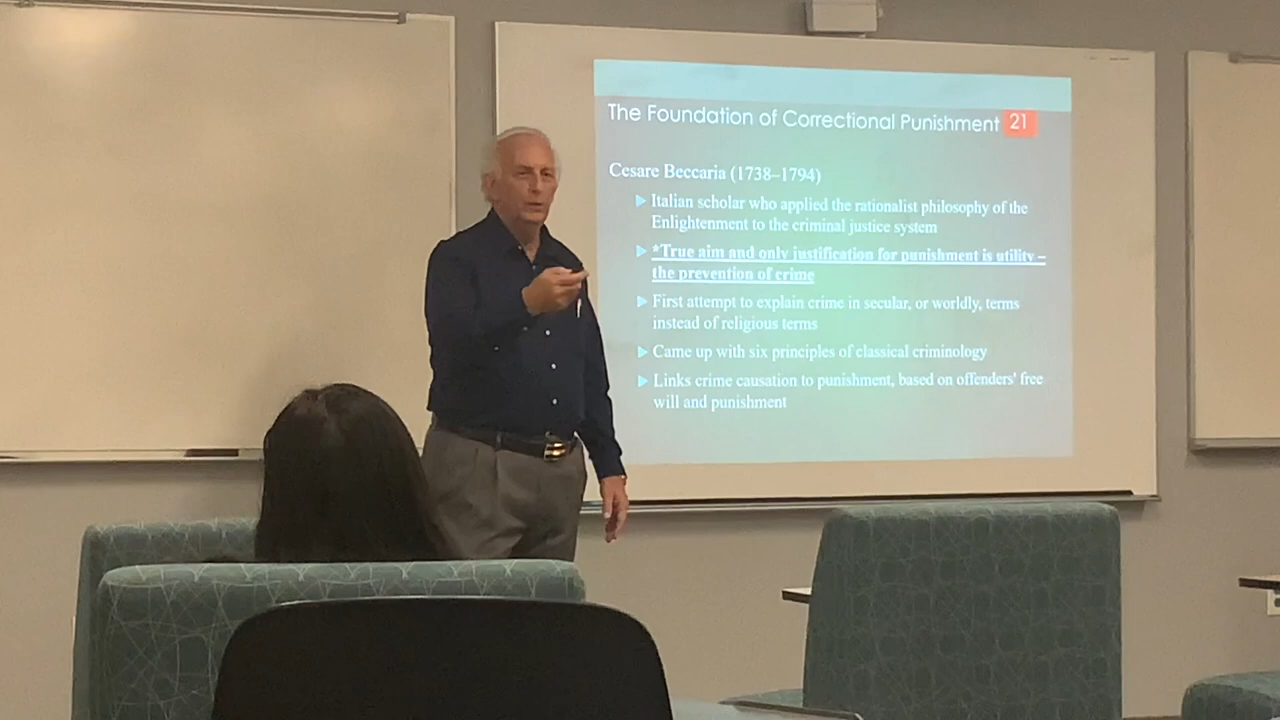 The Foundation of Correctional Punishment 21
Cesare Beccaria (1738–1794)
Italian scholar who applied the rationalist philosophy of the
Enlightenment to the criminal justice system
*True aim and only justification for punishment is utility –
the prevention of crime
First attempt to explain crime in secular, or worldly, terms
instead of religious terms
Came up with six principles of classical criminology
Links crime causation to punishment, based on offenders' free
will and punishment